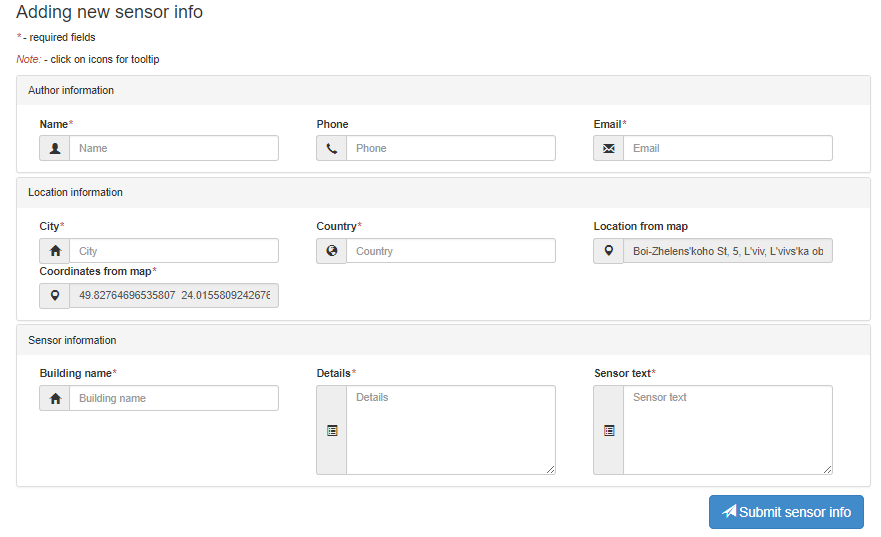 Adding new sensor info
* - required fields
Note: - click on icons for tooltip
Author information
Name* Phone Email*
Name Phone Email
Location information
City* Country* Location from map
City Country Boi-Zhelens'koho St, 5, L'viv, L'vivs'ka ob
Coordinates from map*
49.82764696535807 24.0155809242676
Sensor information
Building name* Details* Sensor text*
Building name Details Sensor text
Submit sensor info